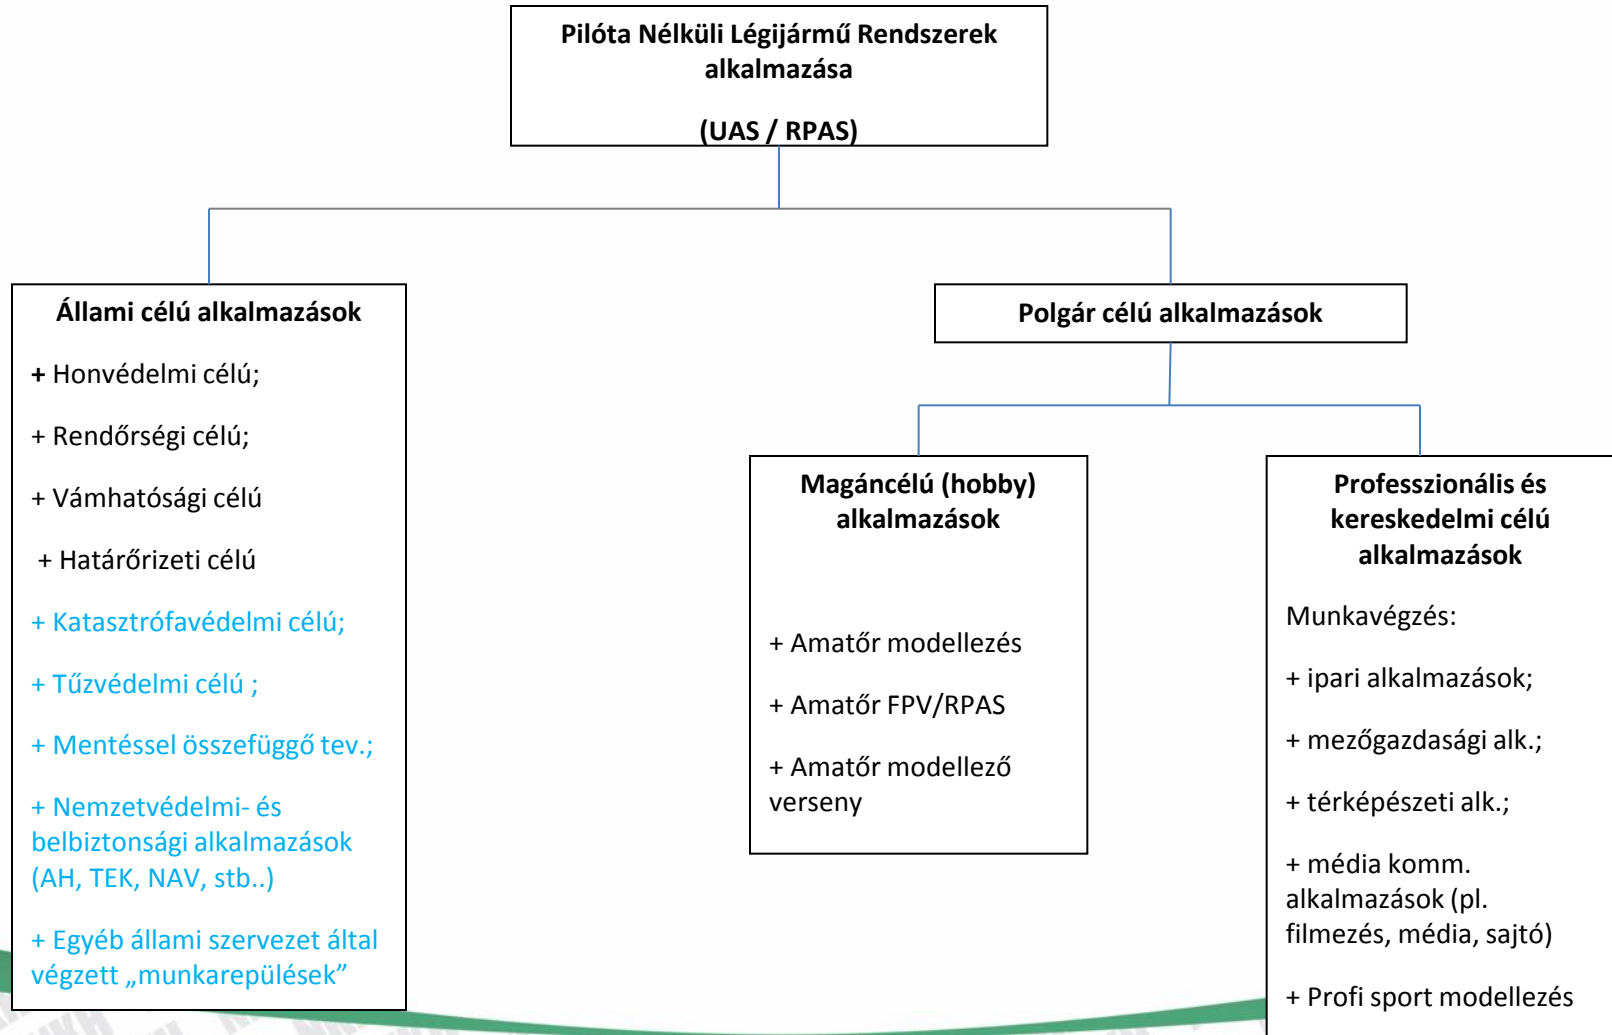 Pilóta Nélküli Légijármű Rendszerek
alkalmazása
(UAS / RPAS)
Állami célú alkalmazások
+ Honvédelmi célú;
+ Rendőrségi célú;
+ Vámhatósági célú
+ Határőrizeti célú
+ Katasztrófavédelmi célú;
+ Tűzvédelmi célú ;
+ Mentéssel összefüggő tev.;
+ Nemzetvédelmi- és
belbiztonsági alkalmazások
(AH, TEK, NAV, stb..)
+ Egyéb állami szervezet által
végzett „munkarepülések”
Polgár célú alkalmazások
Magáncélú (hobby)
alkalmazások
+ Amatőr modellezés
+ Amatőr FPV/RPAS
+ Amatőr modellező
verseny
Professzionális és
kereskedelmi célú
alkalmazások
Munkavégzés:
+ ipari alkalmazások;
+ mezőgazdasági alk.;
+ térképészeti alk.;
+ média komm.
alkalmazások (pl.
filmezés, média, sajtó)
+ Profi sport modellezés